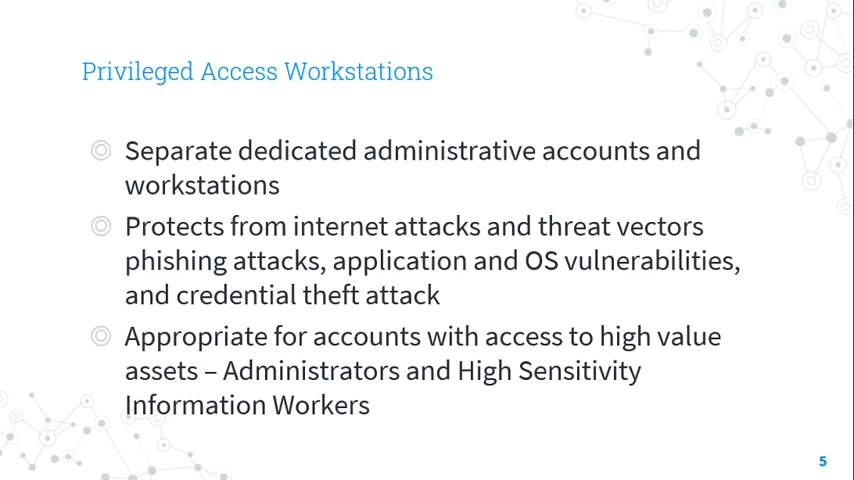 Privileged Access Workstations
Separate dedicated administrative accounts and
workstations
Protects from internet attacks and threat vectors
phishing attacks, application and OS vulnerabilities,
and credential theft attack
Appropriate for accounts with access to high value
assets – Administrators and High Sensitivity
Information Workers
5